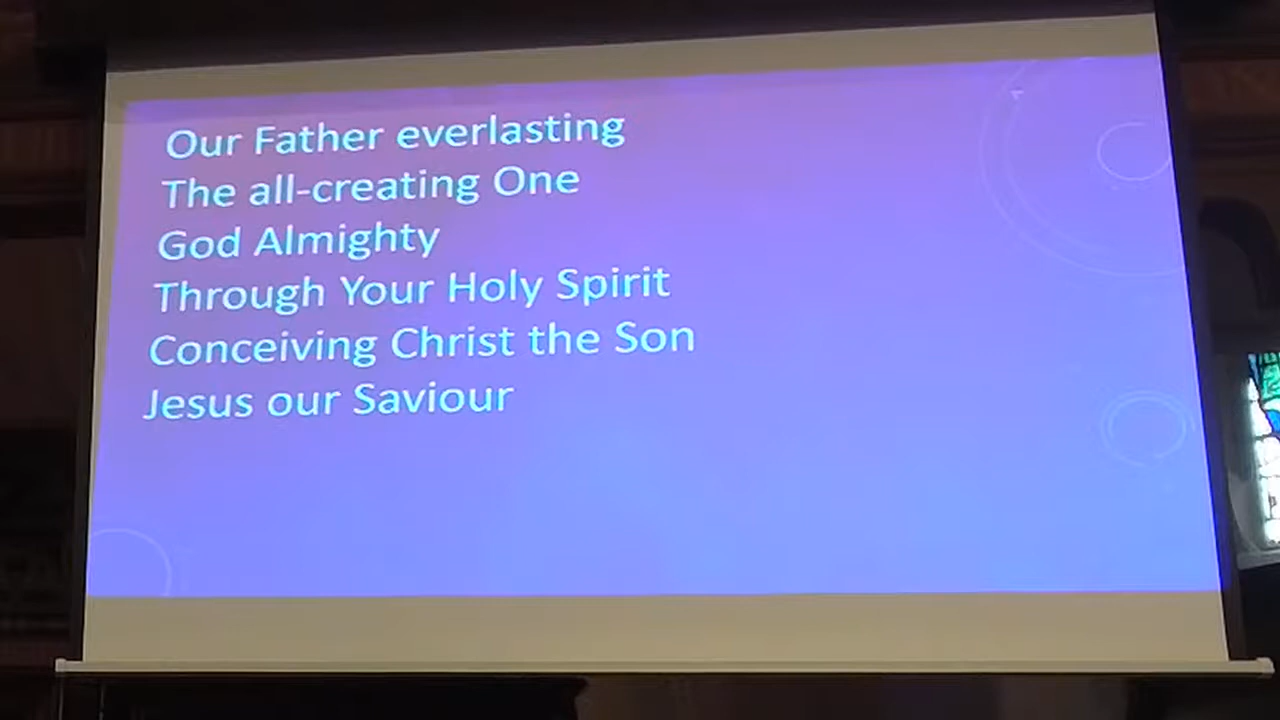 Our Father everlasting
The all-creating One
God Almighty
Through Your Holy Spirit
Conceiving Christ the Son
Jesus our Saviour